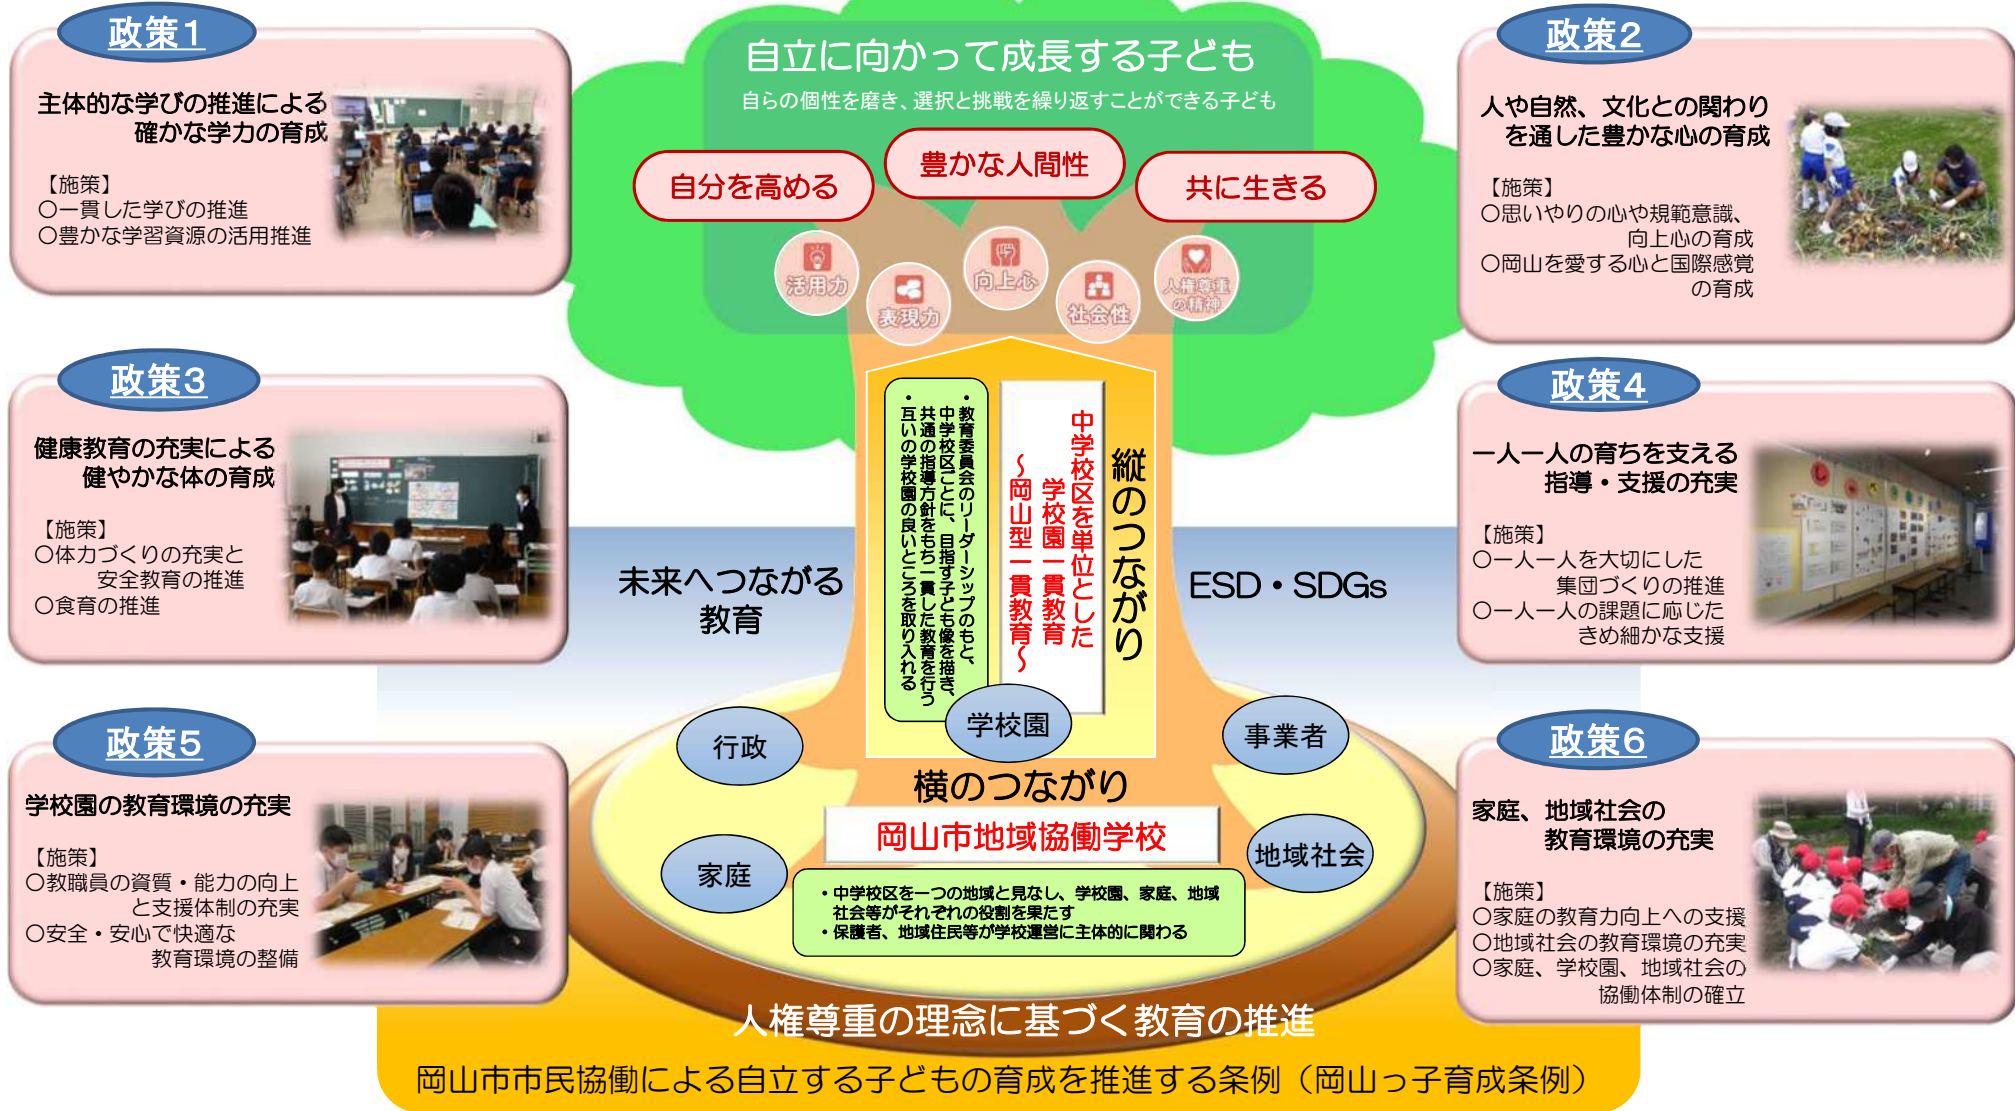 政策1
主体的な学びの推進による
確かな学力の育成
【施策】
〇一貫した学びの推進
〇豊かな学習資源の活用推進
政策2
人や自然、文化との関わり
を通した豊かな心の育成
【施策】
〇思いやりの心や規範意識、
向上心の育成
〇岡山を愛する心と国際感覚
の育成
政策3
健康教育の充実による
健やかな体の育成
【施策】
〇体力づくりの充実と
安全教育の推進
〇食育の推進
政策4
一人一人の育ちを支える
指導・支援の充実
【施策】
〇一人一人を大切にした
集団づくりの推進
〇一人一人の課題に応じた
きめ細かな支援
政策5
学校園の教育環境の充実
【施策】
〇教職員の資質・能力の向上
と支援体制の充実
〇安全・安心で快適な
教育環境の整備
政策6
家庭、地域社会の
教育環境の充実
【施策】
〇家庭の教育力向上への支援
〇地域社会の教育環境の充実
〇家庭、学校園、地域社会の
協働体制の確立
自立に向かって成長する子ども
自らの個性を磨き、選択と挑戦を繰り返すことができる子ども
自分を高める
豊かな人間性
共に生きる
活用力
表現力
向上心
社会性
人権尊重
の精神
縦のつながり
中学校区を単位とした
学校園一貫教育
～岡山型一貫教育～
・教育委員会のリーダーシップのもと、
中学校区ごとに、目指す子ども像を描き、
共通の指導方針をもち一貫した教育を行う
・互いの学校園の良いところを取り入れる
未来へつながる
教育
ESD・SDGs
学校園
行政
事業者
家庭
地域社会
横のつながり
岡山市地域協働学校
・中学校区を一つの地域と見なし、学校園、家庭、地域
社会等がそれぞれの役割を果たす
・保護者、地域住民等が学校運営に主体的に関わる
人権尊重の理念に基づく教育の推進
岡山市市民協働による自立する子どもの育成を推進する条例（岡山っ子育成条例）